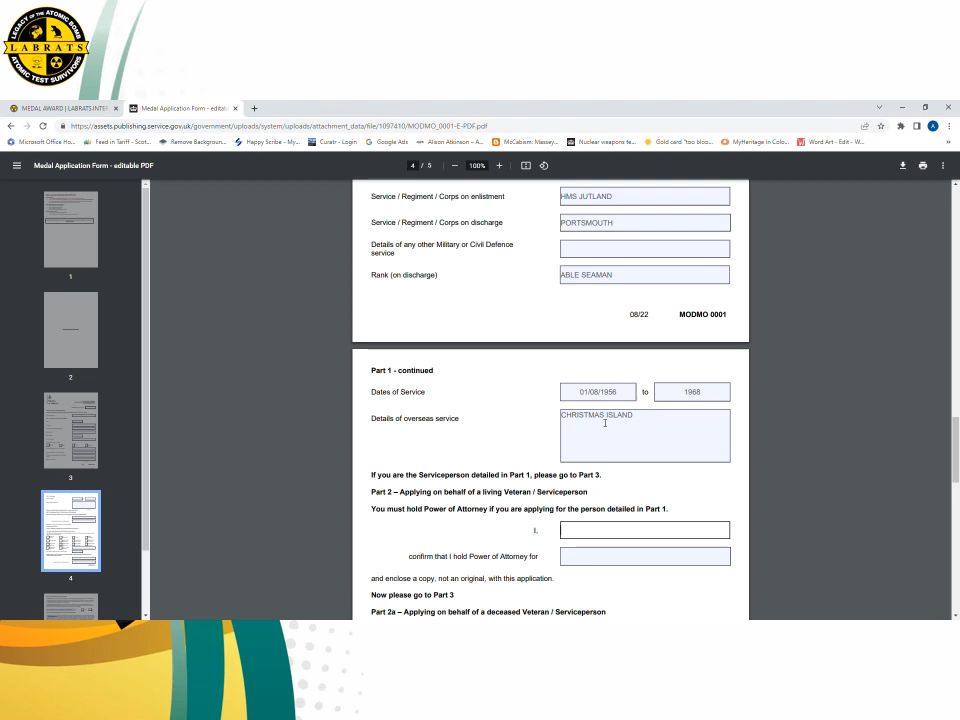 LEGACY OF THE ATOMIC BOMB
LABRATS
ATOMIC TEST SURVIVORS
MEDAL AWARD | LABRATS INTER
Medal Application Form - editabl
https://assets.publishing.service.gov.uk/government/uploads/system/uploads/attachment_data/file/1097410/MODMO_0001-E-PDF.pdf
A
Microsoft Office Ho...
Feed in Tariff - Scot...
Remove Backgroun...
Happy Scribe - My...
Curatr - Login
Google Ads
Alison Atkinson – A...
McCabism: Massey...
Nuclear weapons te...
Gold card "too bloo...
MyHeritage In Colo...
Word Art - Edit - W...
»
Medal Application Form - editable PDF
4 / 5
100%
1
2
3
4
Service / Regiment / Corps on enlistment HMS JUTLAND
Service / Regiment / Corps on discharge PORTSMOUTH
Details of any other Military or Civil Defence
service
Rank (on discharge) ABLE SEAMAN
08/22 MODMO 0001
Part 1 - continued
Dates of Service 01/08/1956 to 1968
Details of overseas service CHRISTMAS ISLAND
If you are the Serviceperson detailed in Part 1, please go to Part 3.
Part 2 – Applying on behalf of a living Veteran / Serviceperson
You must hold Power of Attorney if you are applying for the person detailed in Part 1.
I,
confirm that I hold Power of Attorney for
and enclose a copy, not an original, with this application.
Now please go to Part 3
Part 2a – Applying on behalf of a deceased Veteran / Serviceperson